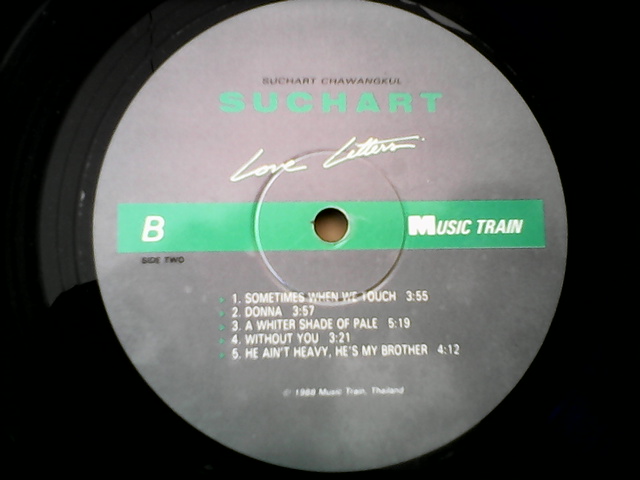 SUCHART CHAWANGKUL
SUCHART
Love Letters
B
MUSIC TRAIN
SIDE TWO
1. SOMETIMES WHEN WE TOUCH 3:55
2. DONNA 3:57
3. A WHITER SHADE OF PALE 5:19
4. WITHOUT YOU 3:21
5. HE AIN'T HEAVY, HE'S MY BROTHER 4:12
© 1988 Music Train, Thailand